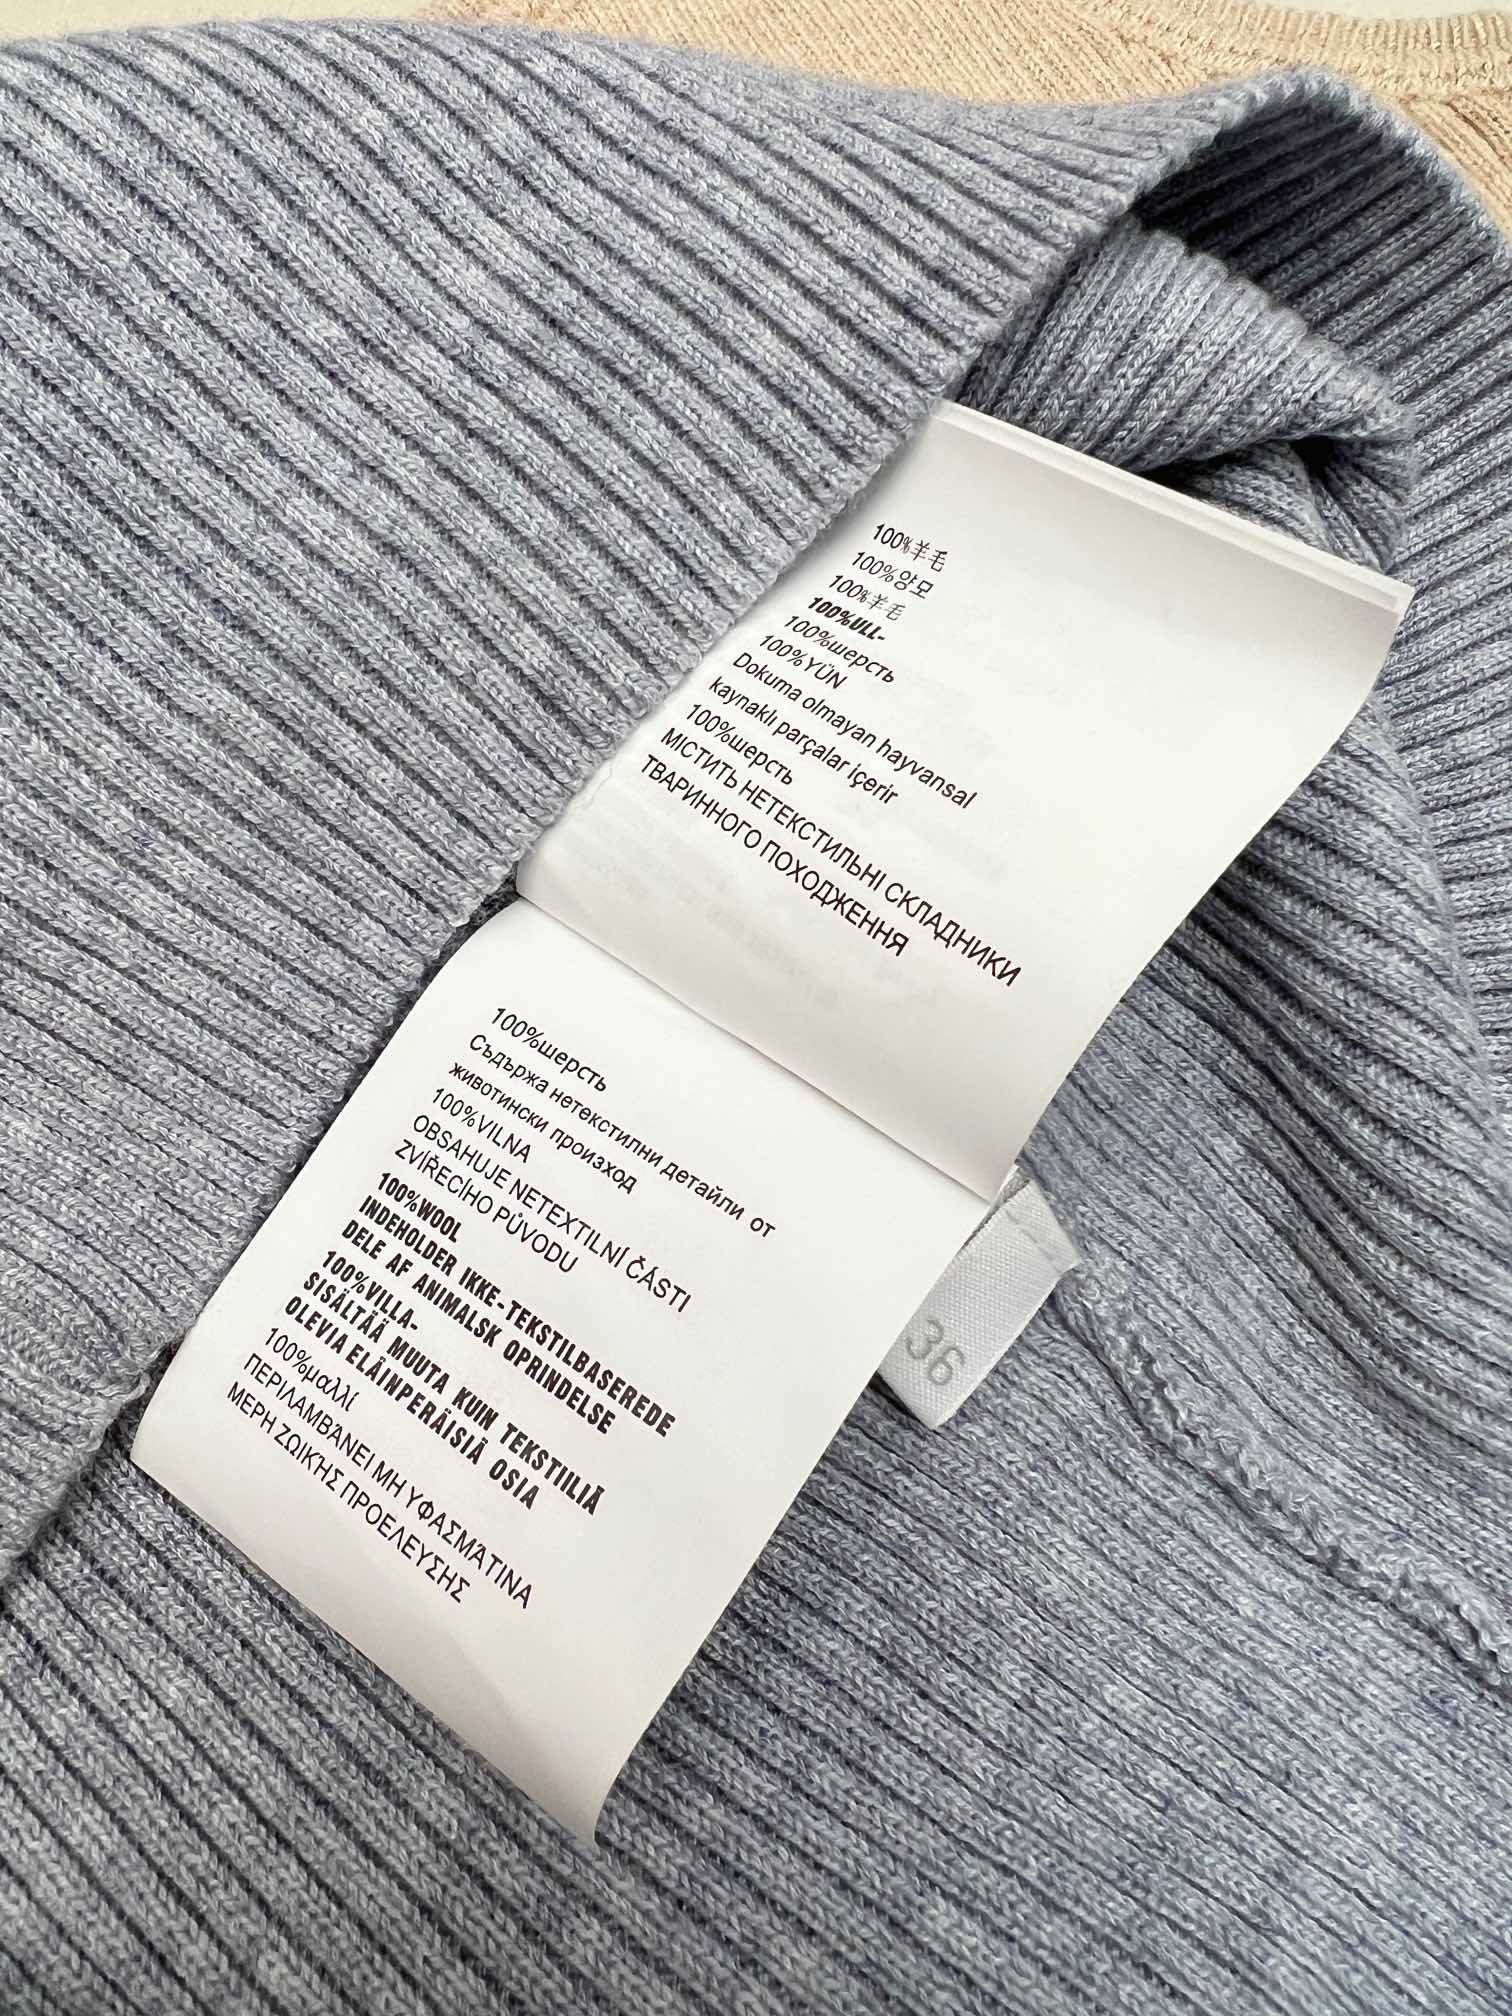 100%羊毛
100%양모
100%羊毛
100%ULL-
100%шерсть
100%YÜN
Dokuma olmayan hayvansal
kaynaklı parçalar içerir
100%шерсть
МІСТИТЬ НЕТЕКСТИЛЬНІ СКЛАДНИКИ
ТВАРИННОГО ПОХОДЖЕННЯ
100%шерсть
Съдържа нетекстилни детайли от
животински произход
100%VILNA
OBSAHUJE NETEXTILNÍ ČÁSTI
ZVÍŘECÍHO PŮVODU
100%WOOL
INDEHOLDER IKKE-TEKSTILBASEREDE
DELE AF ANIMALSK OPRINDELSE
100%VILLA-
SISÄLTÄÄ MUUTA KUIN TEKSTIILIÄ
OLEVIA ELÄINPERÄISIÄ OSIA
100%μαλλί
ΠΕΡΙΛΑΜΒΆΝΕΙ ΜΗ ΥΦΑΣΜΆΤΙΝΑ
ΜΕΡΗ ΖΩΙΚΉΣ ΠΡΟΕΛΕΥΣΗΣ
36